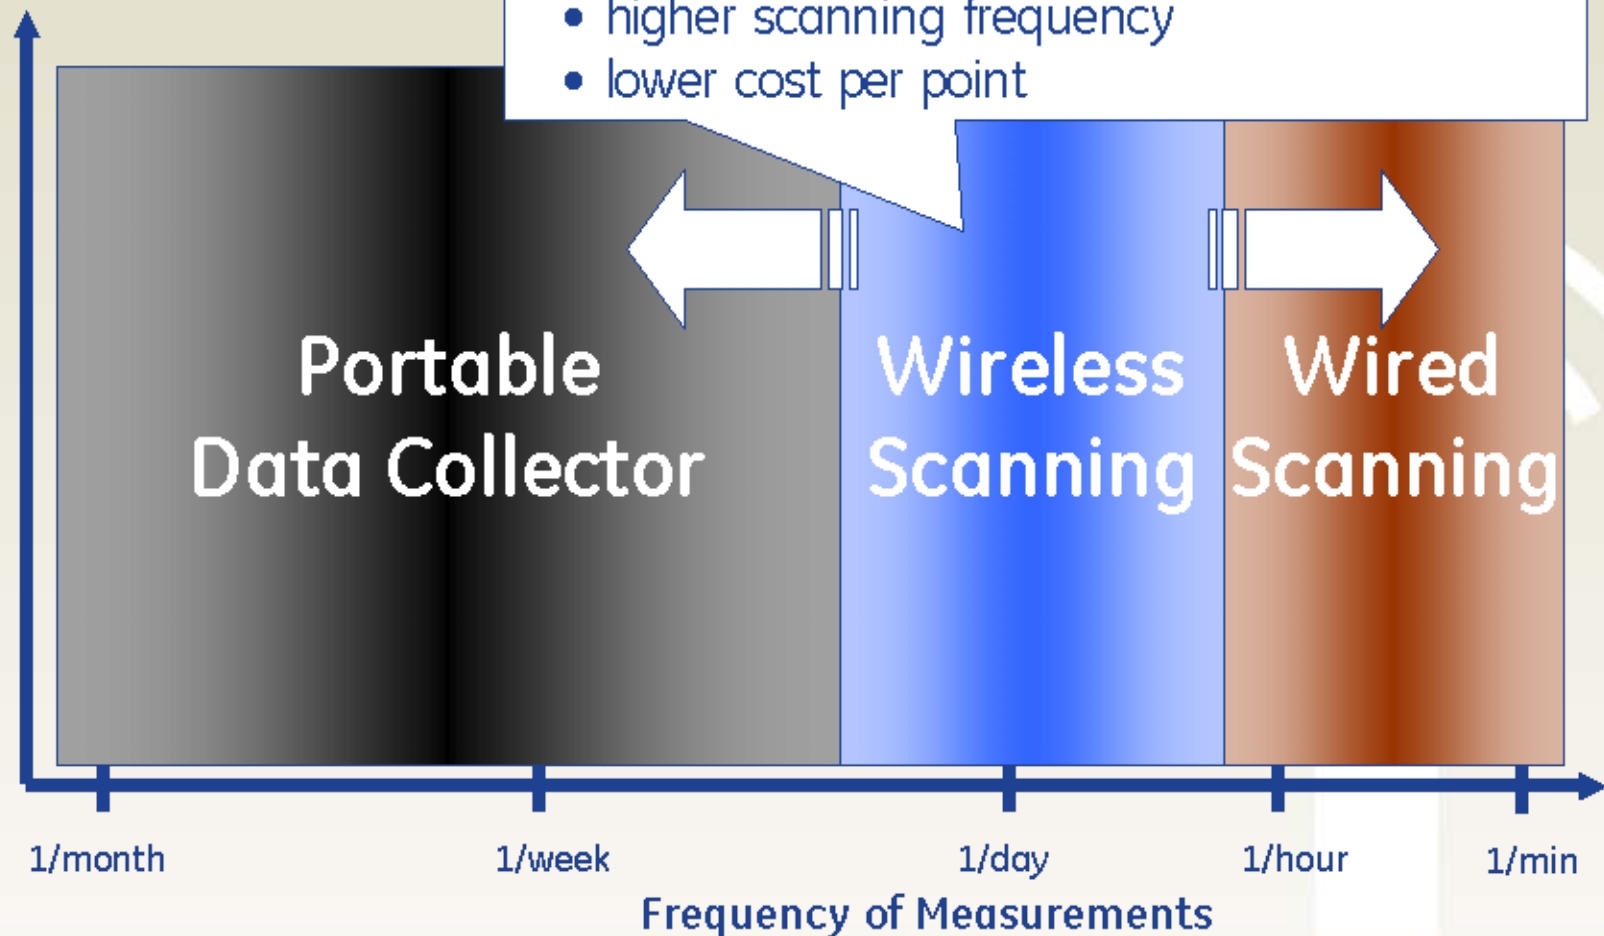 • higher scanning frequency
• lower cost per point
Portable
Data Collector
Wireless
Scanning
Wired
Scanning
1/month
1/week
1/day
1/hour
1/min
Frequency of Measurements